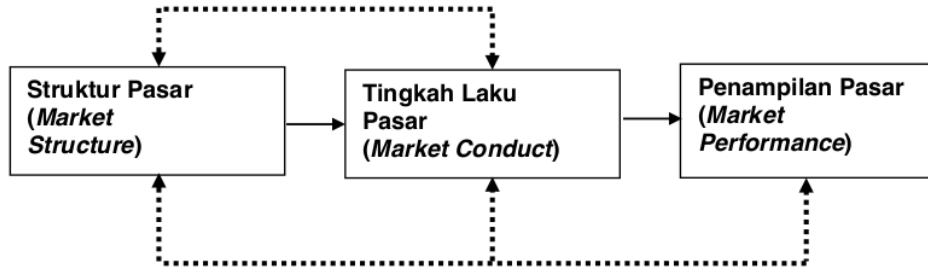 Struktur Pasar
(Market
Structure)
Tingkah Laku
Pasar
(Market Conduct)
Penampilan Pasar
(Market
Performance)